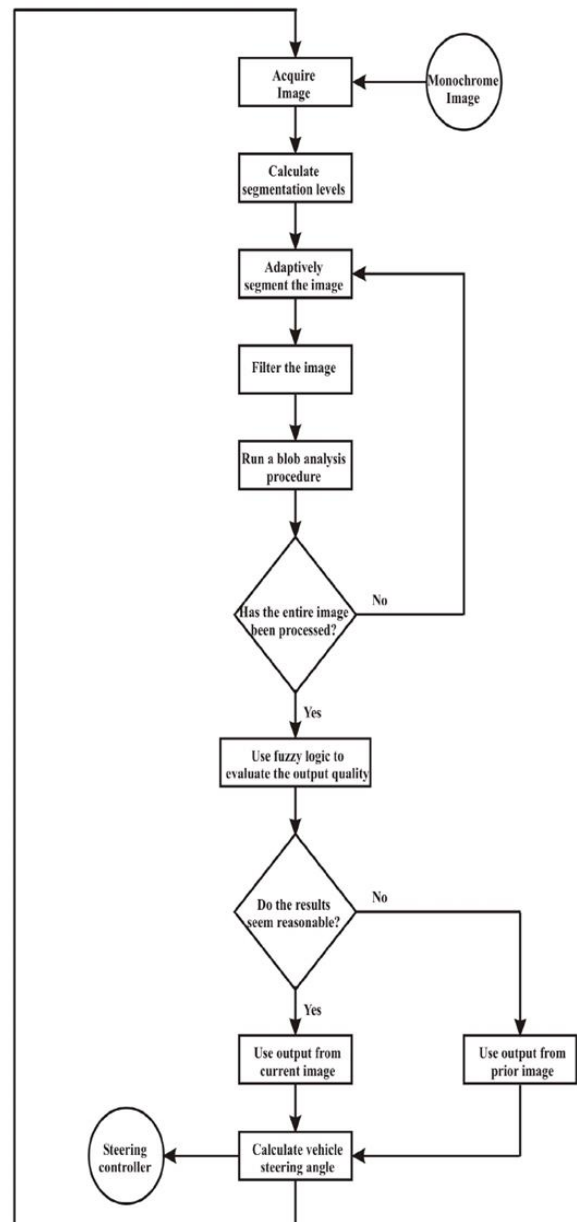 Acquire
Image
Monochrome
Image
Calculate
segmentation levels
Adaptively
segment the image
Filter the image
Run a blob analysis
procedure
Has the entire image
been processed?
No
Yes
Use fuzzy logic to
evaluate the output quality
Do the results
seem reasonable?
No
Yes
Use output from
current image
Use output from
prior image
Steering
controller
Calculate vehicle
steering angle